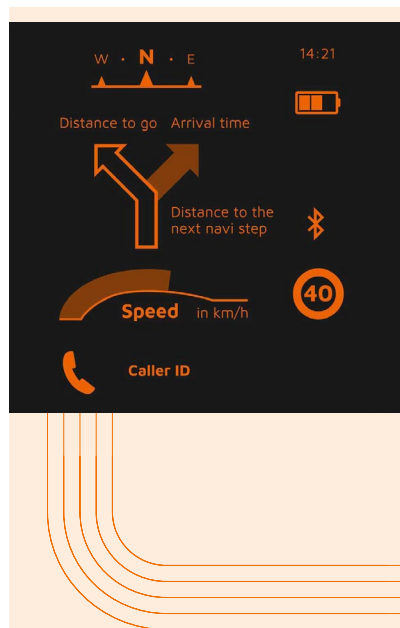 W · N · E
14:21
Distance to go Arrival time
Distance to the
next navi step
40
Speed in km/h
Caller ID